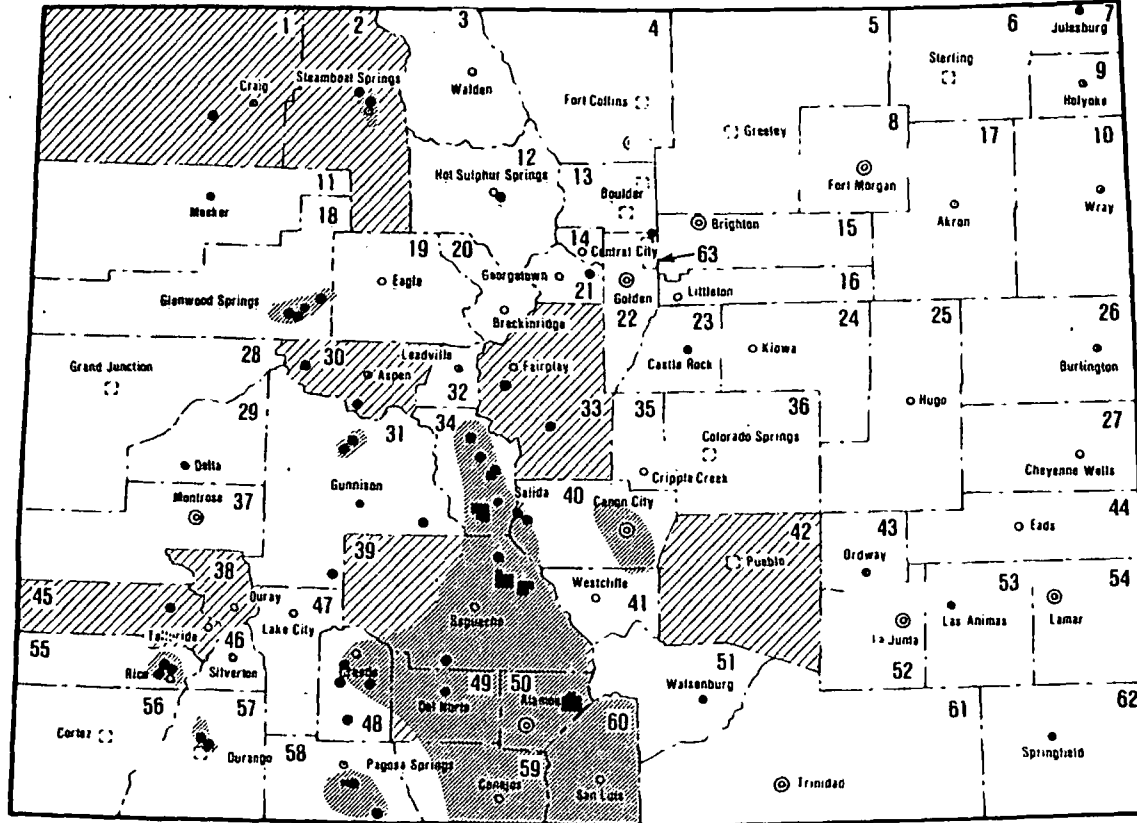 1
2
3
4
5
6
7
Julesburg
Sterling
9
Holyoke
Craig
Steamboat Springs
Walden
Fort Collins
Greeley
8
17
10
12
Hot Sulphur Springs
13
Fort Morgan
11
Meeker
18
Boulder
Akron
Wray
14
Central City
Brighton
15
63
19
20
Georgetown
21
Golden
16
Eagle
Littleton
Glenwood Springs
Breckinridge
22
23
24
25
26
28
30
Leadville
Fairplay
Castle Rock
Kiowa
Burlington
Grand Junction
Aspen
32
29
31
34
33
35
36
Hugo
27
Colorado Springs
Delta
Cripple Creek
Cheyenne Wells
Montrose
Gunnison
Salida
40
Canon City
37
44
42
43
Eads
39
Ordway
38
Pueblo
45
Ouray
47
Westcliffe
53
54
Lake City
Saguache
41
Las Animas
Lamar
Telluride
46
La Junta
55
Silverton
51
52
Rico
Creede
49
50
Walsenburg
56
57
Del Norte
Alamosa
61
62
48
60
Cortez
Durango
58
Springfield
Pagosa Springs
59
Conejos
San Luis
Trinidad